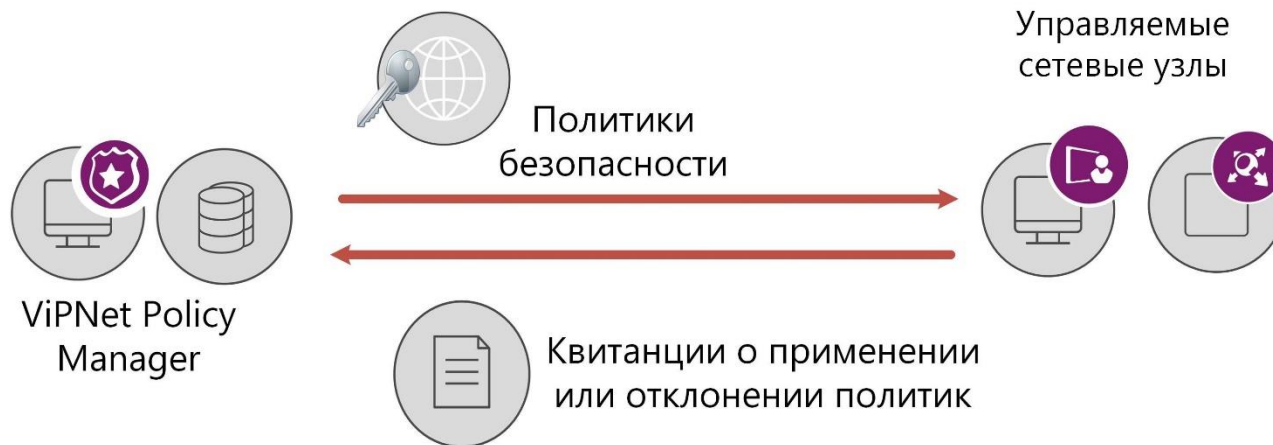 Управляемые
сетевые узлы
Политики
безопасности
ViPNet Policy
Manager
Квитанции о применении
или отклонении политик